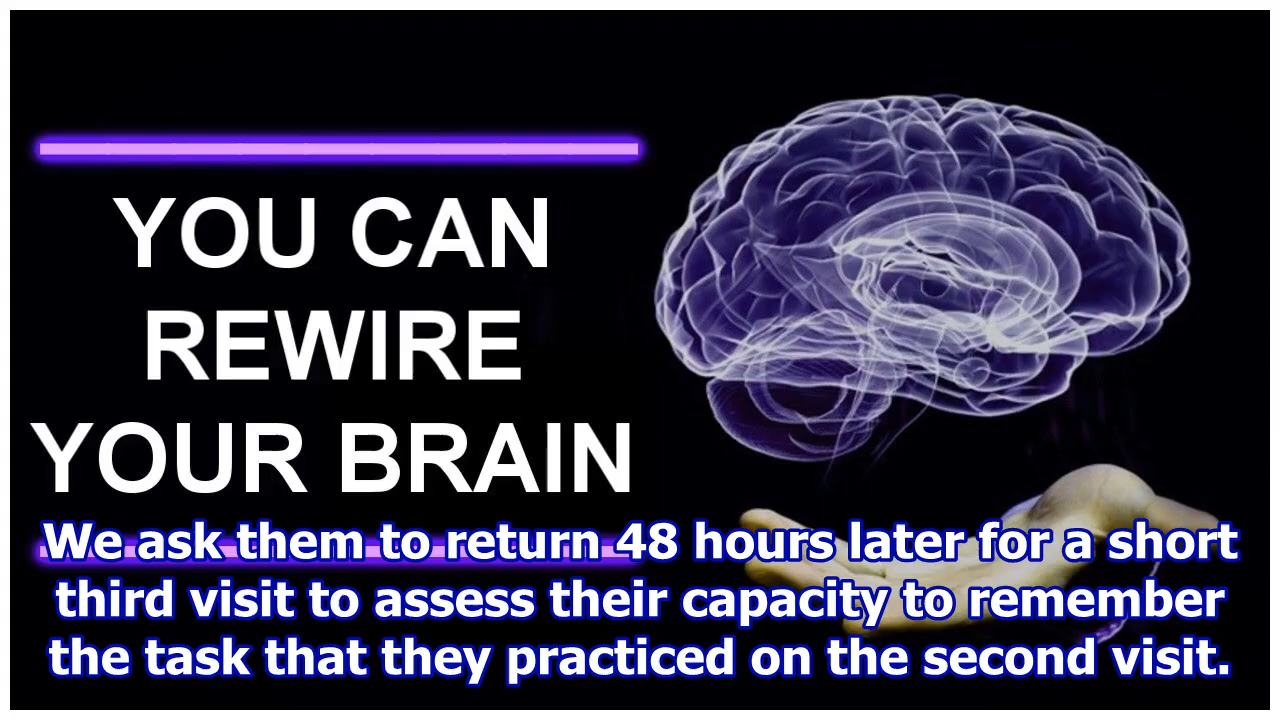 YOU CAN
REWIRE
YOUR BRAIN
We ask them to return 48 hours later for a short
third visit to assess their capacity to remember
the task that they practiced on the second visit.